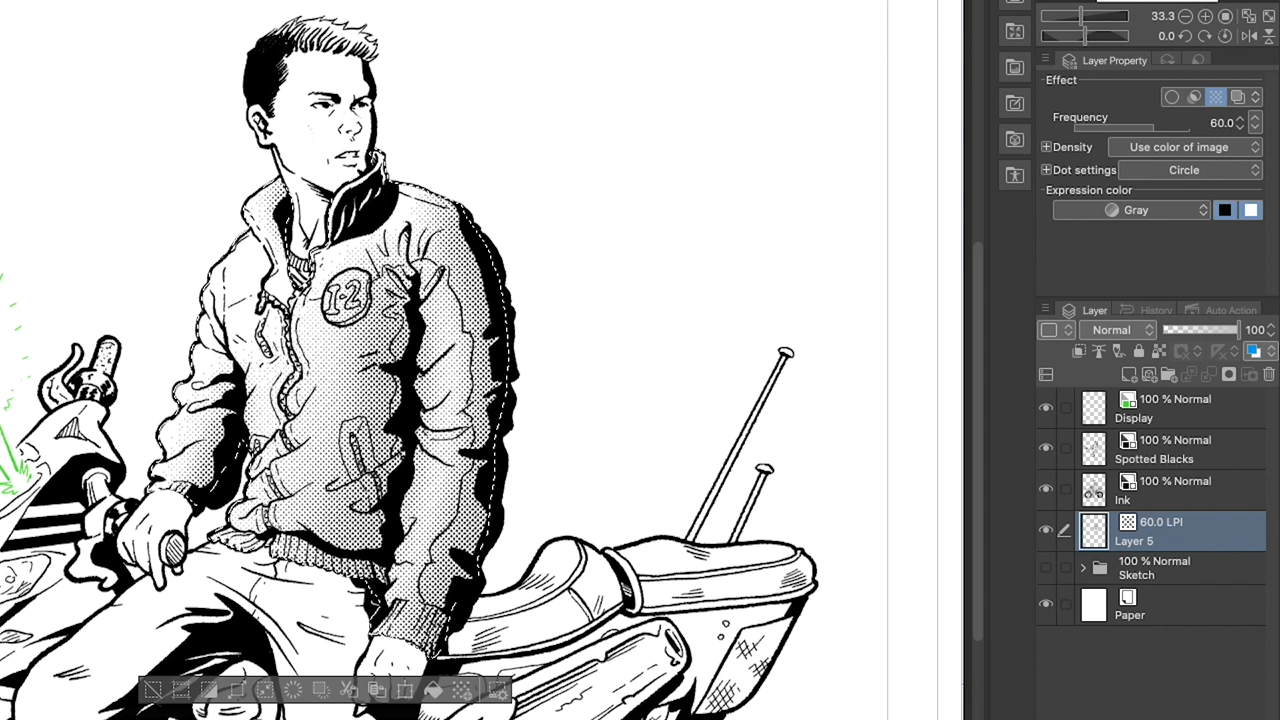 33.3
0.0
Layer Property
Effect
Frequency
60.0
Density
Use color of image
Dot settings
Circle
Expression color
Gray
Layer
History
Auto Action
Normal
100
100 % Normal
Display
100 % Normal
Spotted Blacks
100 % Normal
Ink
60.0 LPI
Layer 5
100 % Normal
Sketch
Paper
1-2